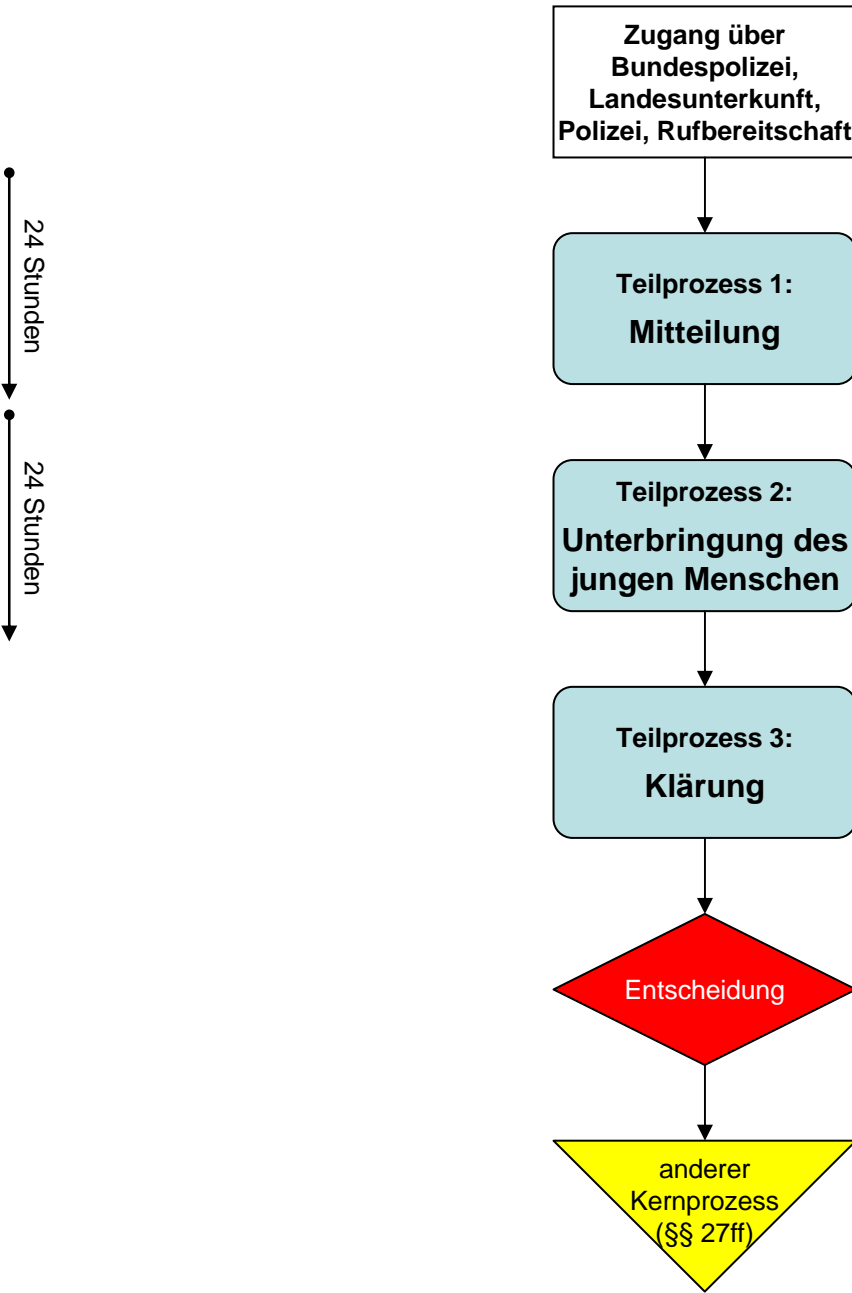 Zugang über
Bundespolizei,
Landesunterkunft,
Polizei, Rufbereitschaft
24 Stunden
Teilprozess 1:
Mitteilung
24 Stunden
Teilprozess 2:
Unterbringung des
jungen Menschen
Teilprozess 3:
Klärung
Entscheidung
anderer
Kernprozess
(§§ 27ff)